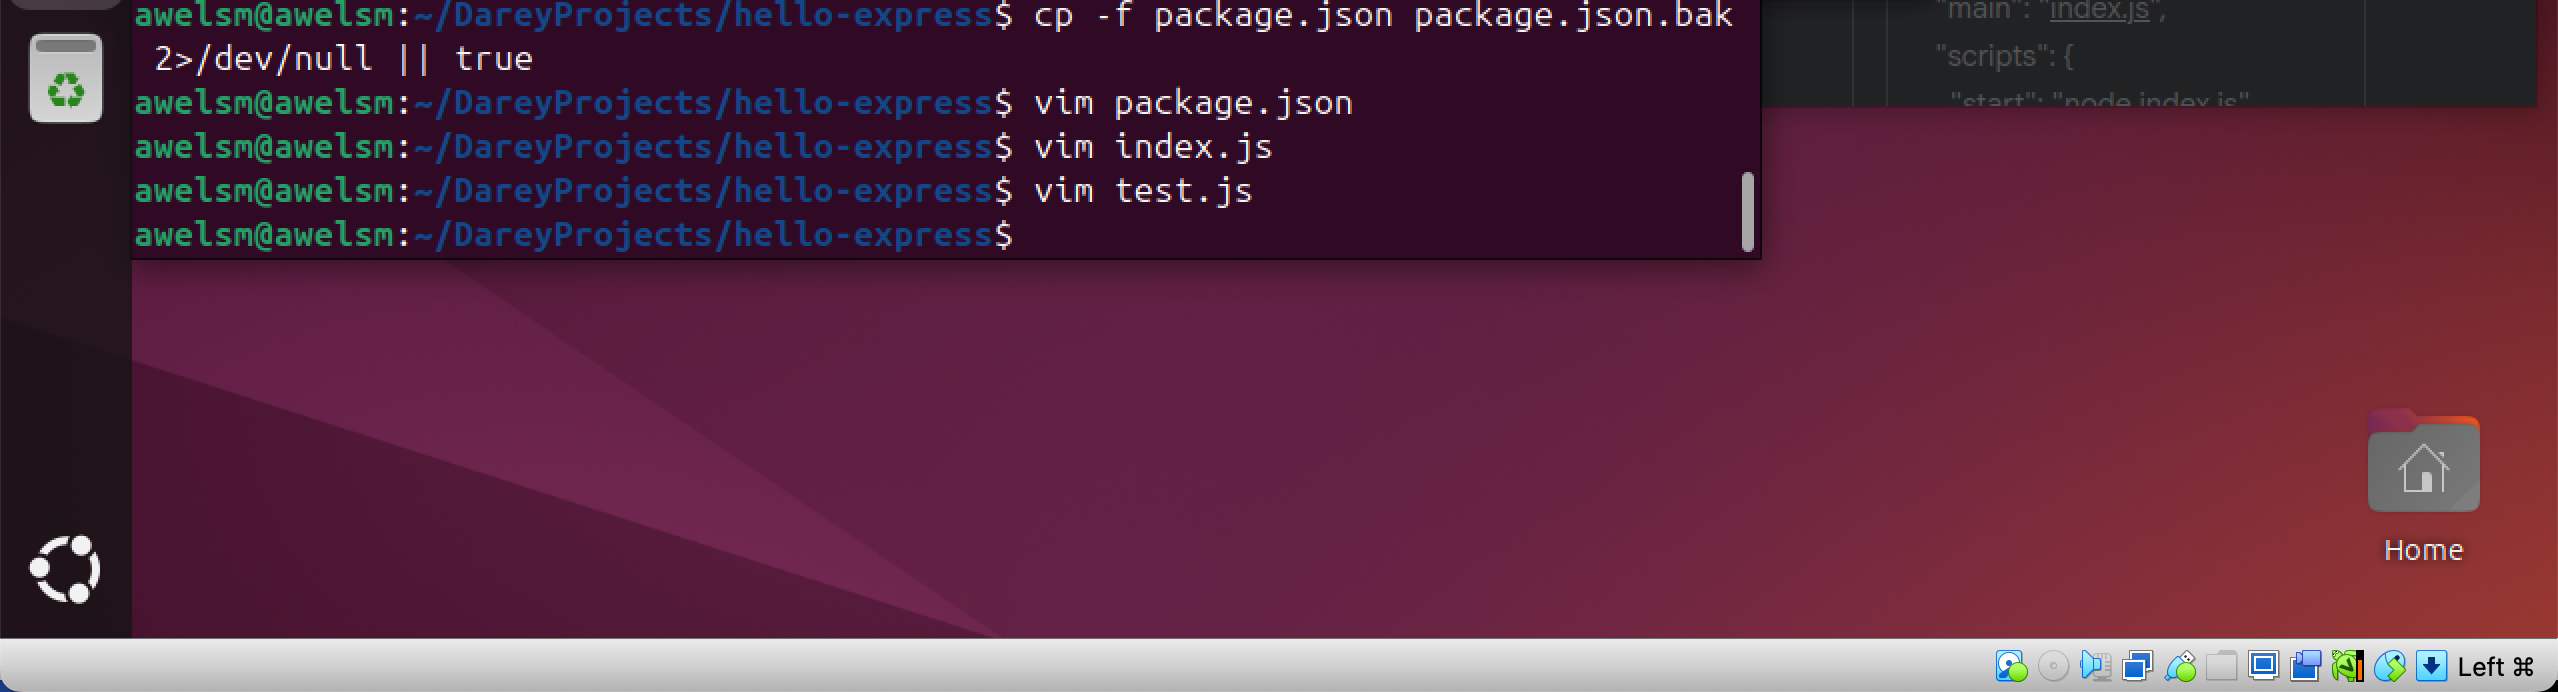 awelsm@awelsm:~/DareyProjects/hello-express$ cp -f package.json package.json.bak
 2>/dev/null || true
awelsm@awelsm:~/DareyProjects/hello-express$ vim package.json
awelsm@awelsm:~/DareyProjects/hello-express$ vim index.js
awelsm@awelsm:~/DareyProjects/hello-express$ vim test.js
awelsm@awelsm:~/DareyProjects/hello-express$
"main": "index.js",
"scripts": {
"start": "node index.js"
Home
Left ⌘